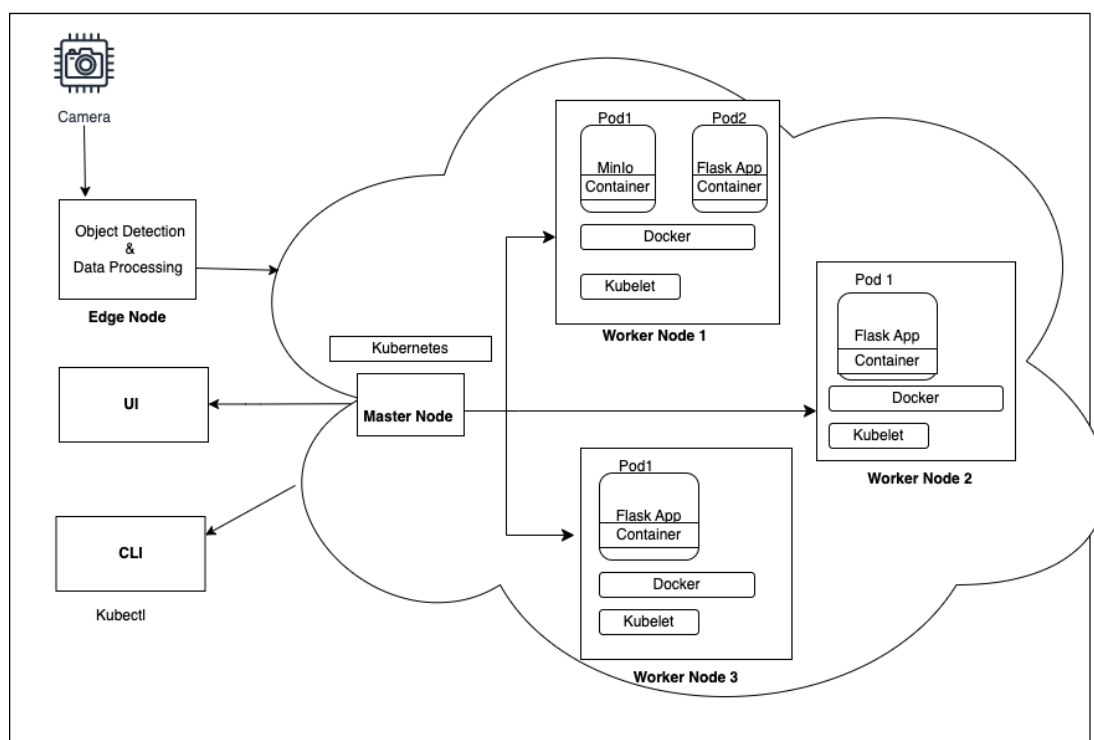 Camera
Object Detection
&
Data Processing
Edge Node
UI
CLI
Kubectl
Kubernetes
Master Node
Pod1
MinIo
Container
Pod2
Flask App
Container
Docker
Kubelet
Worker Node 1
Pod 1
Flask App
Container
Docker
Kubelet
Worker Node 2
Pod1
Flask App
Container
Docker
Kubelet
Worker Node 3